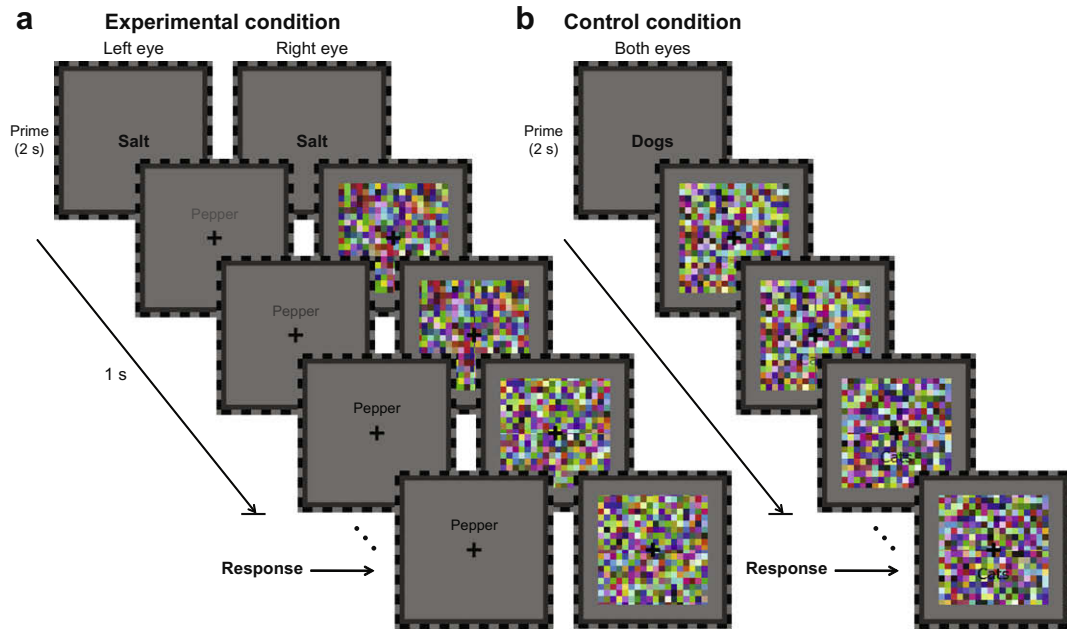 a Experimental condition
Left eye
Right eye
Prime
(2 s)
Salt
Salt
Pepper
Pepper
1 s
Pepper
Pepper
Response
b Control condition
Both eyes
Prime
(2 s)
Dogs
Cats
Response
Cats